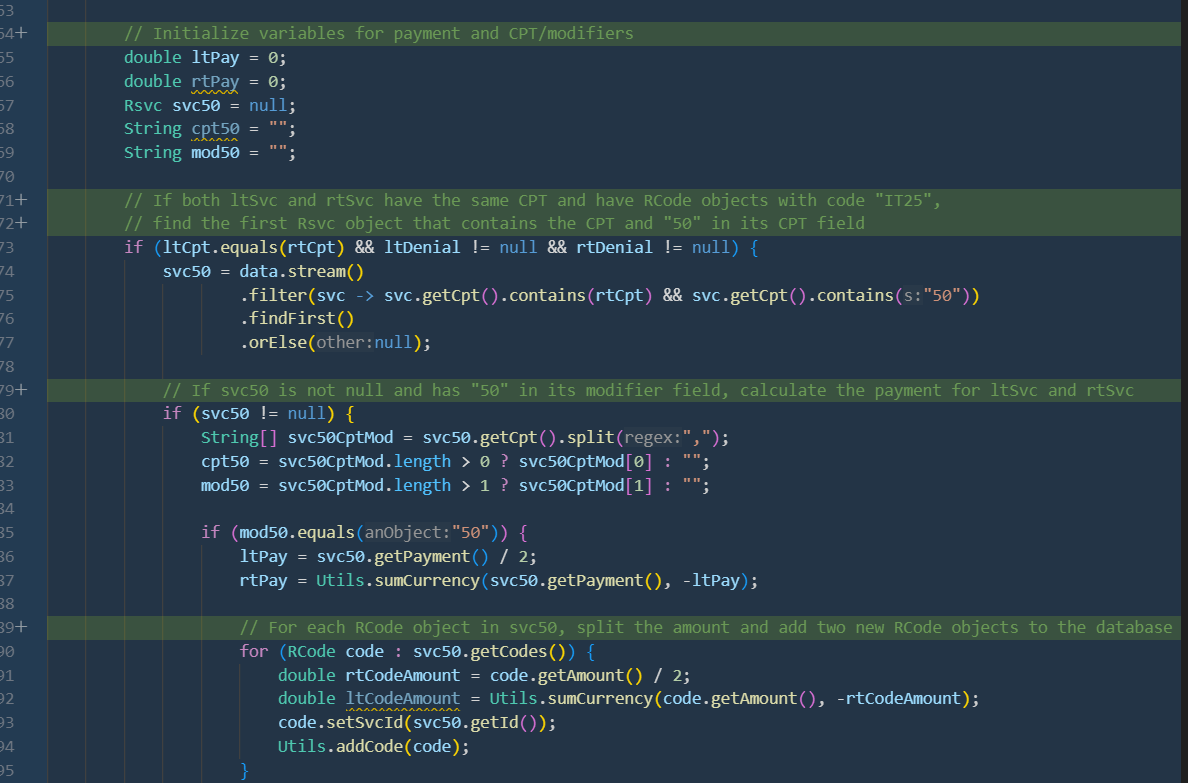 53
54+ // Initialize variables for payment and CPT/modifiers
55 double ltPay = 0;
56 double rtPay = 0;
57 Rsvc svc50 = null;
58 String cpt50 = "";
59 String mod50 = "";
70
71+ // If both ltSvc and rtSvc have the same CPT and have RCode objects with code "IT25",
72+ // find the first Rsvc object that contains the CPT and "50" in its CPT field
73 if (ltCpt.equals(rtCpt) && ltDenial != null && rtDenial != null) {
74 svc50 = data.stream()
75 .filter(svc -> svc.getCpt().contains(rtCpt) && svc.getCpt().contains(s:"50"))
76 .findFirst()
77 .orElse(other:null);
78
79+ // If svc50 is not null and has "50" in its modifier field, calculate the payment for ltSvc and rtSvc
80 if (svc50 != null) {
81 String[] svc50CptMod = svc50.getCpt().split(regex:",");
82 cpt50 = svc50CptMod.length > 0 ? svc50CptMod[0] : "";
83 mod50 = svc50CptMod.length > 1 ? svc50CptMod[1] : "";
84
85 if (mod50.equals(anObject:"50")) {
86 ltPay = svc50.getPayment() / 2;
87 rtPay = Utils.sumCurrency(svc50.getPayment(), -ltPay);
88
89+ // For each RCode object in svc50, split the amount and add two new RCode objects to the database
90 for (RCode code : svc50.getCodes()) {
91 double rtCodeAmount = code.getAmount() / 2;
92 double ltCodeAmount = Utils.sumCurrency(code.getAmount(), -rtCodeAmount);
93 code.setSvcId(svc50.getId());
94 Utils.addCode(code);
95 }